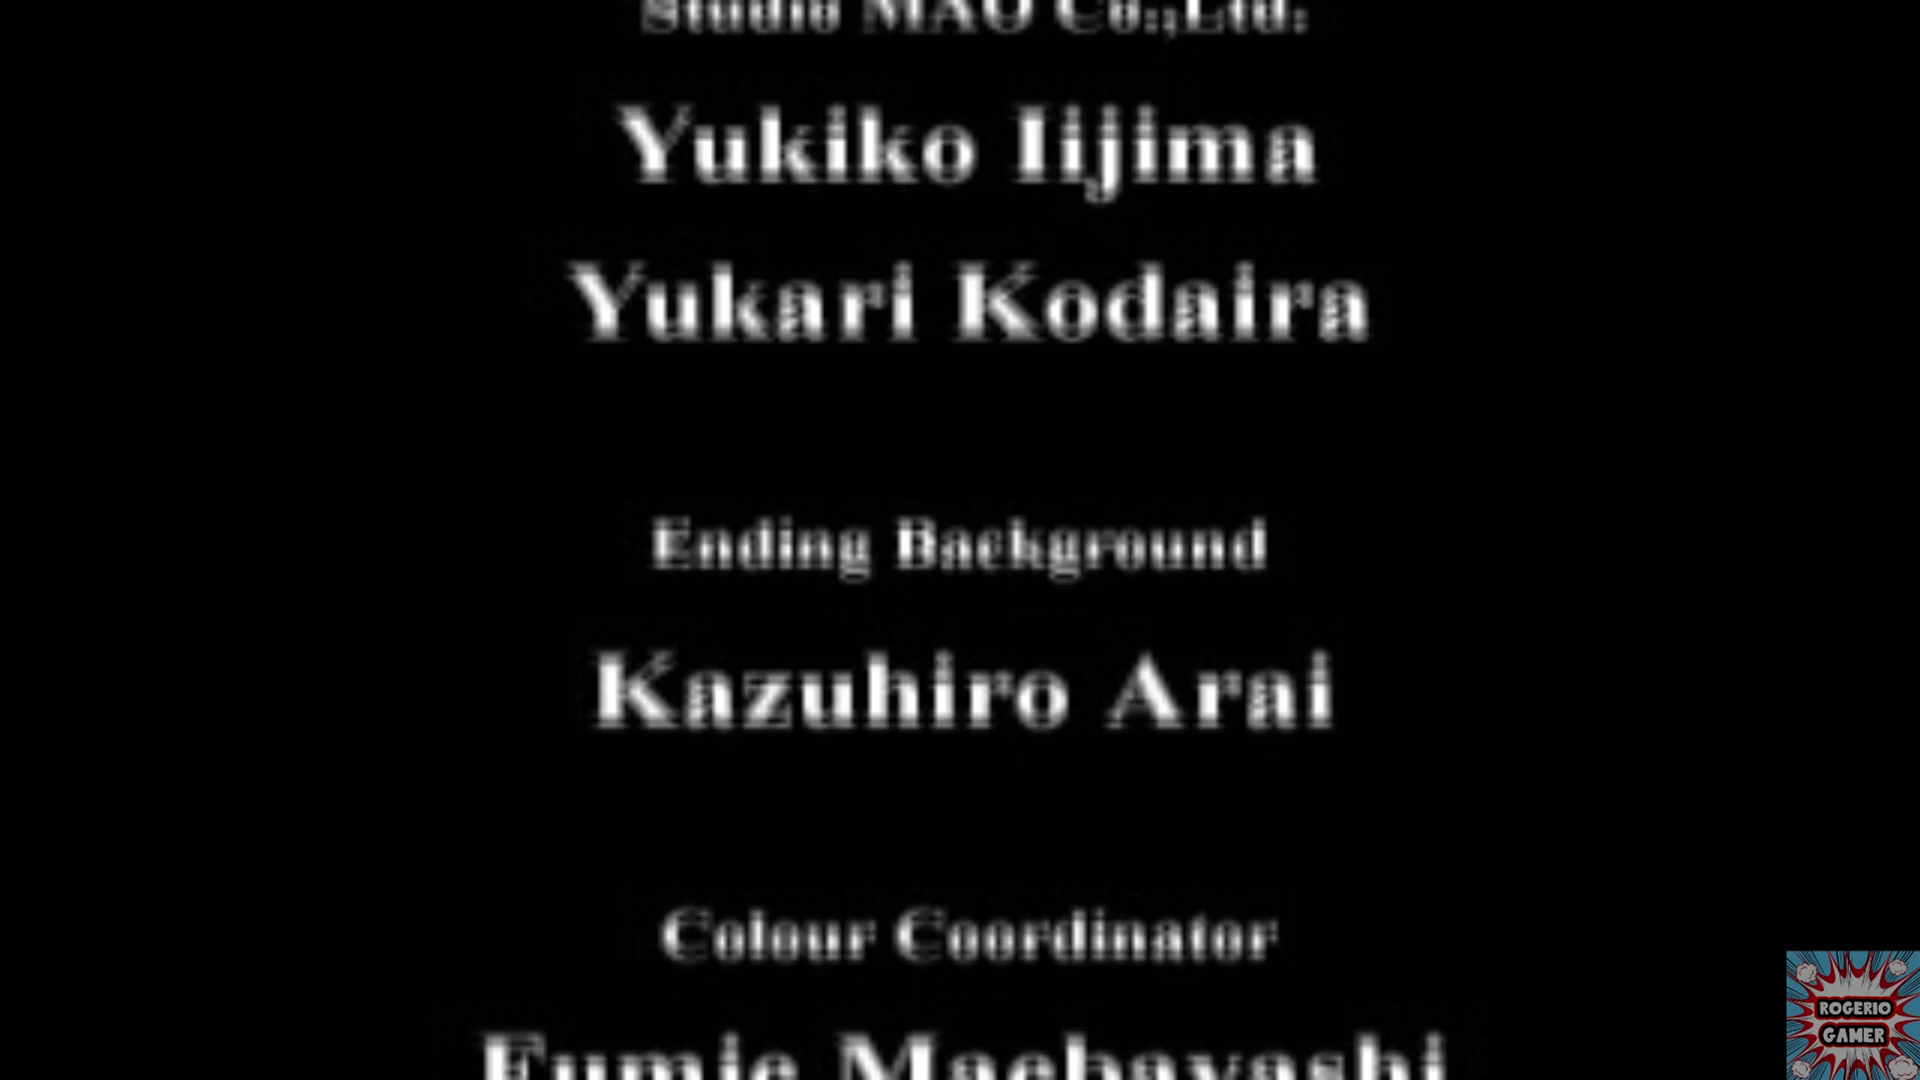 Studio MAO Co.,Ltd.
Yukiko Iijima
Yukari Kodaira
Ending Background
Kazuhiro Arai
Colour Coordinator
Fumie Maebayashi
ROGERIO
GAMER